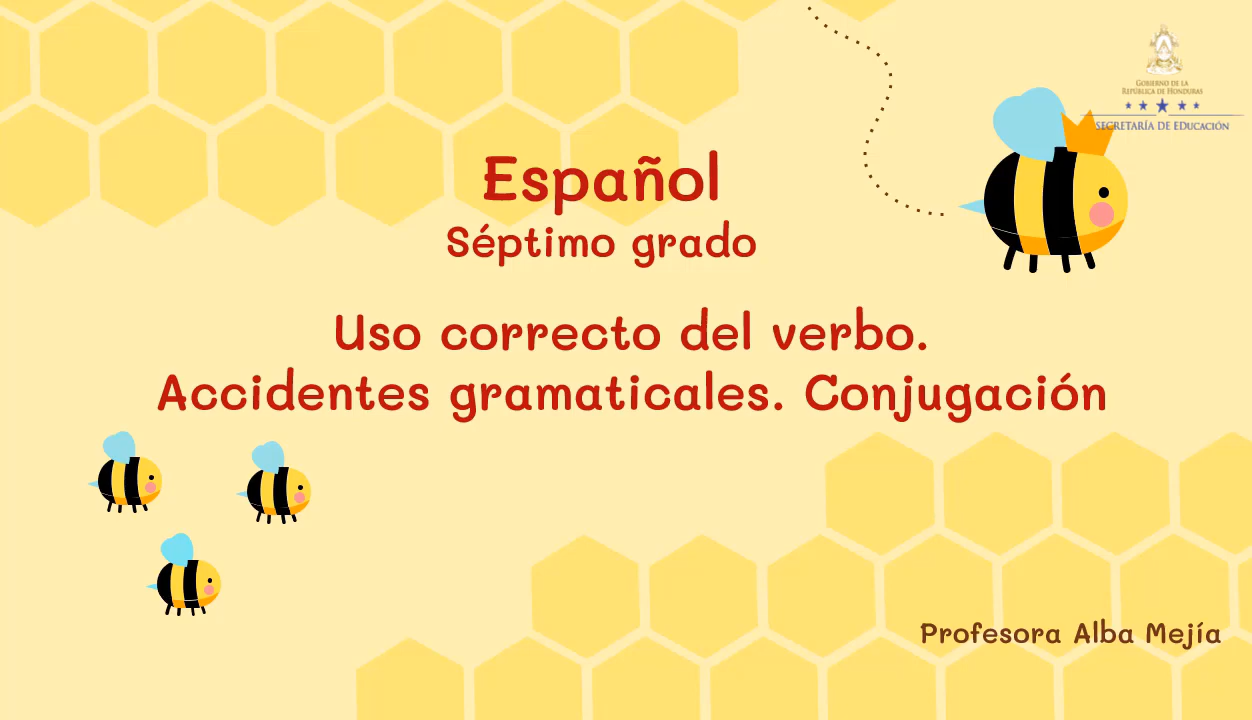 GOBIERNO DE LA
REPÚBLICA DE HONDURAS
SECRETARÍA DE EDUCACIÓN
Español
Séptimo grado
Uso correcto del verbo.
Accidentes gramaticales. Conjugación
Profesora Alba Mejía